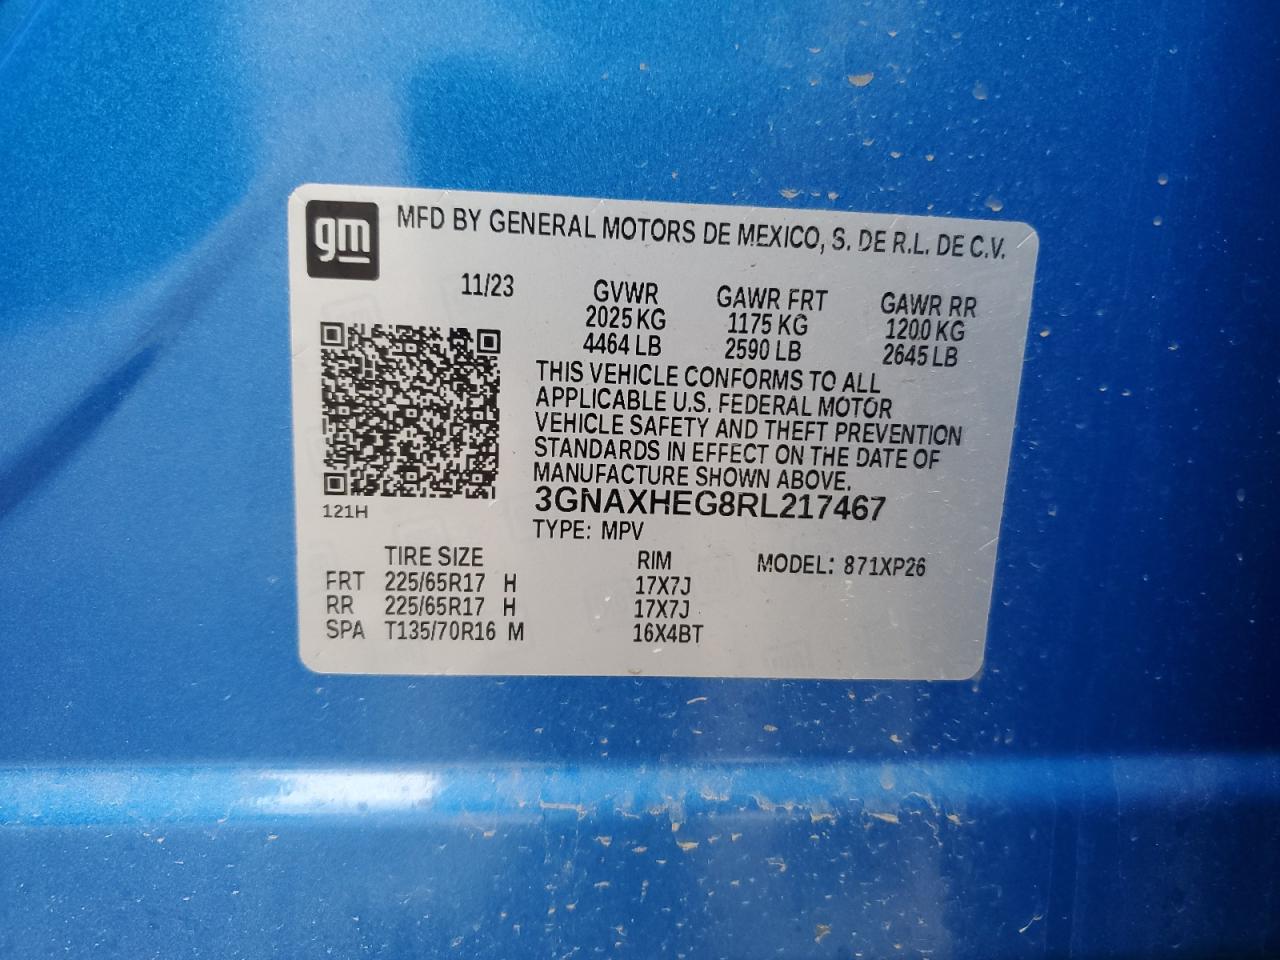 gm
MFD BY GENERAL MOTORS DE MEXICO, S. DE R.L. DE C.V.
11/23
GVWR GAWR FRT GAWR RR
2025 KG 1175 KG 1200 KG
4464 LB 2590 LB 2645 LB
THIS VEHICLE CONFORMS TO ALL
APPLICABLE U.S. FEDERAL MOTOR
VEHICLE SAFETY AND THEFT PREVENTION
STANDARDS IN EFFECT ON THE DATE OF
MANUFACTURE SHOWN ABOVE.
3GNAXHEG8RL217467
121H
TYPE: MPV
TIRE SIZE RIM MODEL: 871XP26
FRT 225/65R17 H 17X7J
RR 225/65R17 H 17X7J
SPA T135/70R16 M 16X4BT